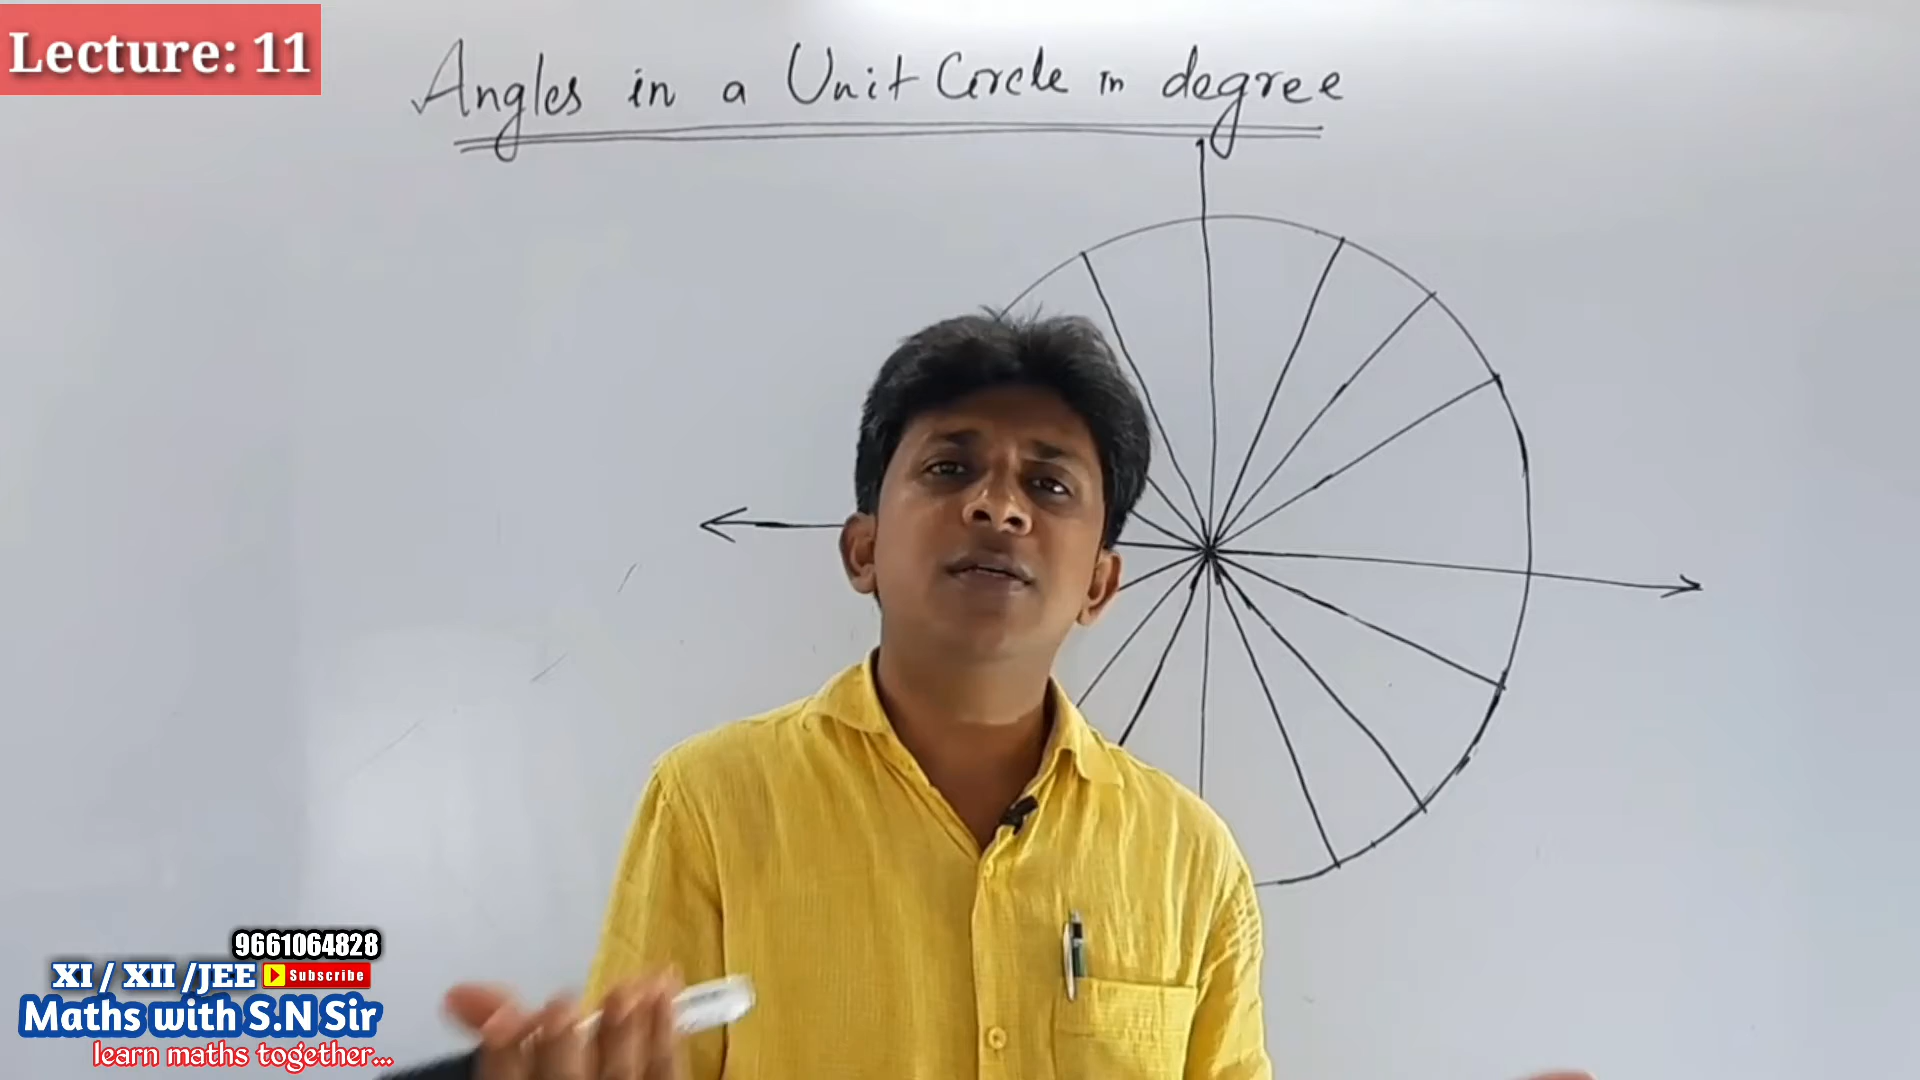 Lecture: 11
Angles in a Unit Circle in degree
9661064828
XI / XII /JEE Subscribe
Maths with S.N Sir
learn maths together...